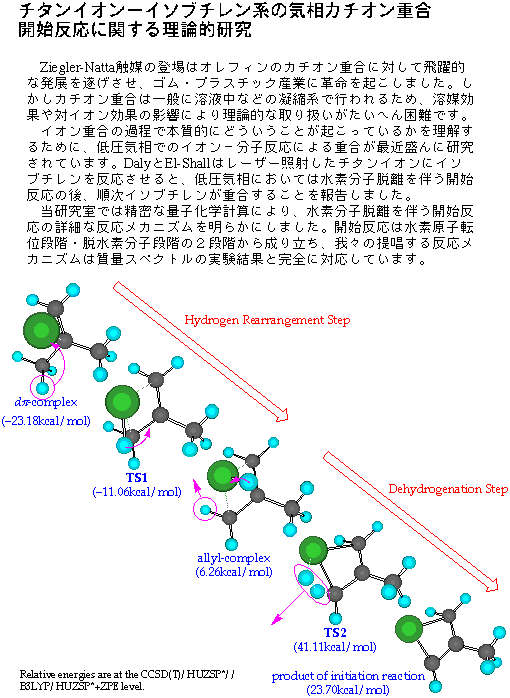 チタンイオンーイソブチレン系の気相カチオン重合
開始反応に関する理論的研究
Ziegler-Natta触媒の登場はオレフィンのカチオン重合に対して飛躍的
な発展を遂げさせ、ゴム・プラスチック産業に革命を起こしました。し
かしカチオン重合は一般に溶液中などの凝縮系で行われるため、溶媒効
果や対イオン効果の影響により理論的な取り扱いがたいへん困難です。
イオン重合の過程で本質的にどういうことが起こっているかを理解す
るために、低圧気相でのイオン－分子反応による重合が最近盛んに研究
されています。DalyとEl-Shallはレーザー照射したチタンイオンにイソ
ブチレンを反応させると、低圧気相においては水素分子脱離を伴う開始
反応の後、順次イソブチレンが重合することを報告しました。
当研究室では精密な量子化学計算により、水素分子脱離を伴う開始反
応の詳細な反応メカニズムを明らかにしました。開始反応は水素原子転
位段階・脱水素分子段階の２段階から成り立ち、我々の提唱する反応メ
カニズムは質量スペクトルの実験結果と完全に対応しています。
Hydrogen Rearrangement Step
dπ-complex
(−23.18kcal/mol)
TS1
(−11.06kcal/mol)
Dehydrogenation Step
allyl-complex
(6.26kcal/mol)
TS2
(41.11kcal/mol)
product of initiation reaction
(23.70kcal/mol)
Relative energies are at the CCSD(T)/HUZSP*//
B3LYP/HUZSP*+ZPE level.